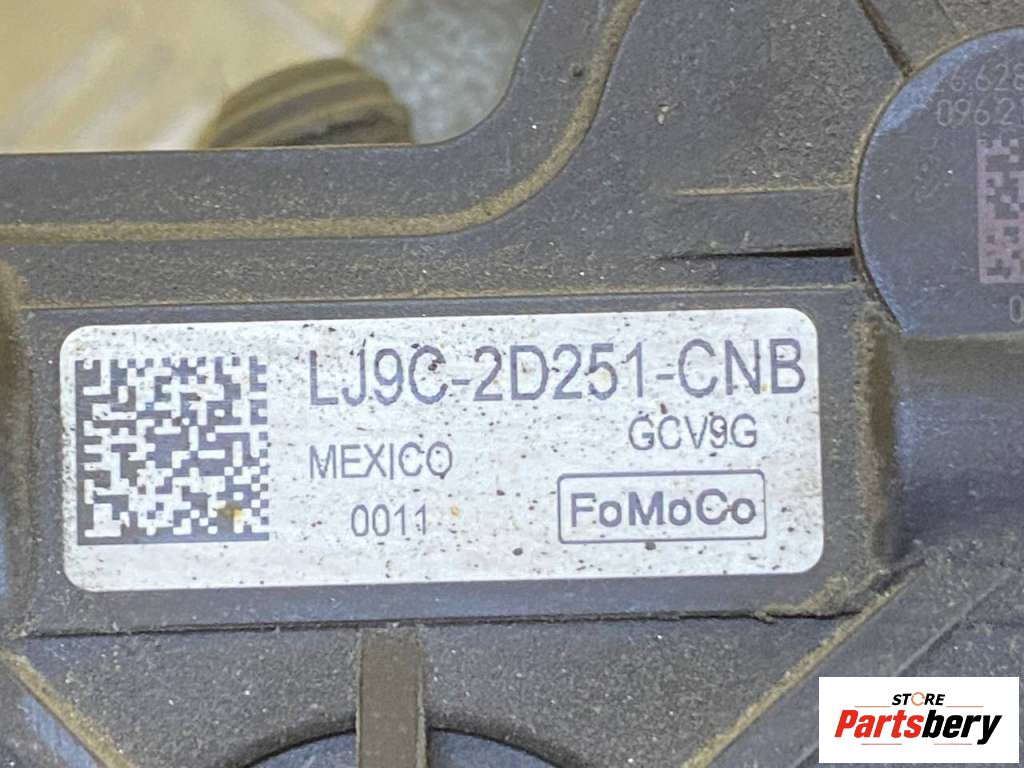 LJ9C-2D251-CNB
GCV9G
MEXICO
0011
FoMoCo
STORE
Partsbery